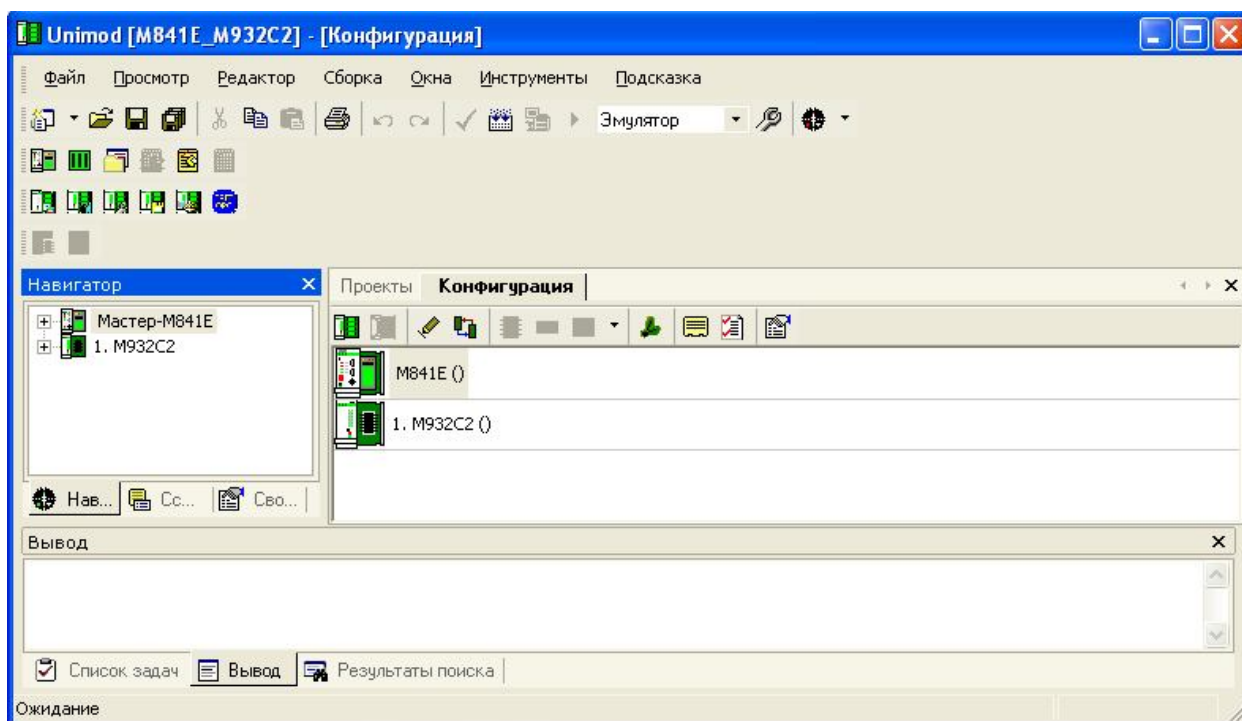 Unimod [M841E_M932C2] - [Конфигурация]
Файл Просмотр Редактор Сборка Окна Инструменты Подсказка
Эмулятор
Навигатор
Проекты Конфигурация
Мастер-M841E
1. M932C2
M841E ()
1. M932C2 ()
Нав... Сс... Сво...
Вывод
Список задач Вывод Результаты поиска
Ожидание